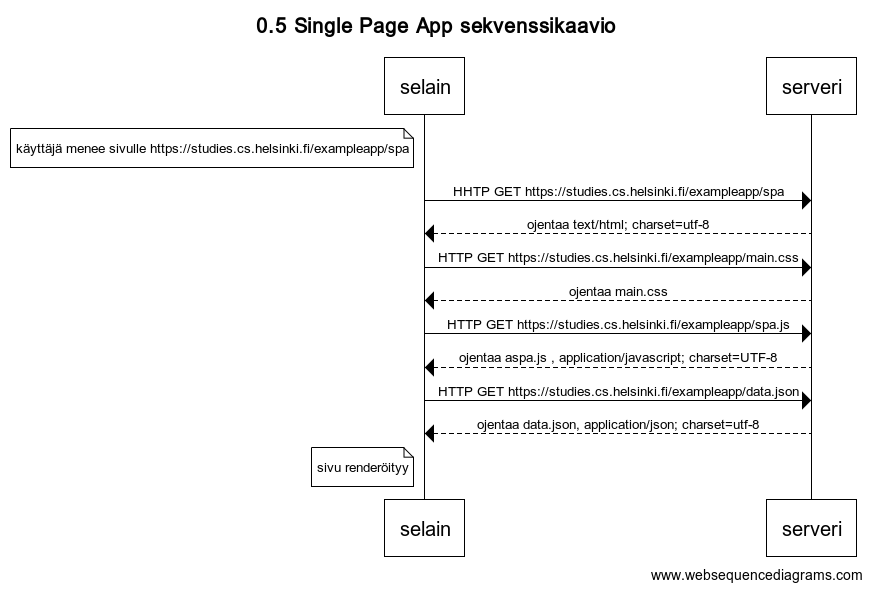 0.5 Single Page App sekvenssikaavio
selain
serveri
käyttäjä menee sivulle https://studies.cs.helsinki.fi/exampleapp/spa
HHTP GET https://studies.cs.helsinki.fi/exampleapp/spa
ojentaa text/html; charset=utf-8
HTTP GET https://studies.cs.helsinki.fi/exampleapp/main.css
ojentaa main.css
HTTP GET https://studies.cs.helsinki.fi/exampleapp/spa.js
ojentaa aspa.js , application/javascript; charset=UTF-8
HTTP GET https://studies.cs.helsinki.fi/exampleapp/data.json
ojentaa data.json, application/json; charset=utf-8
sivu renderöityy
selain
serveri
www.websequencediagrams.com